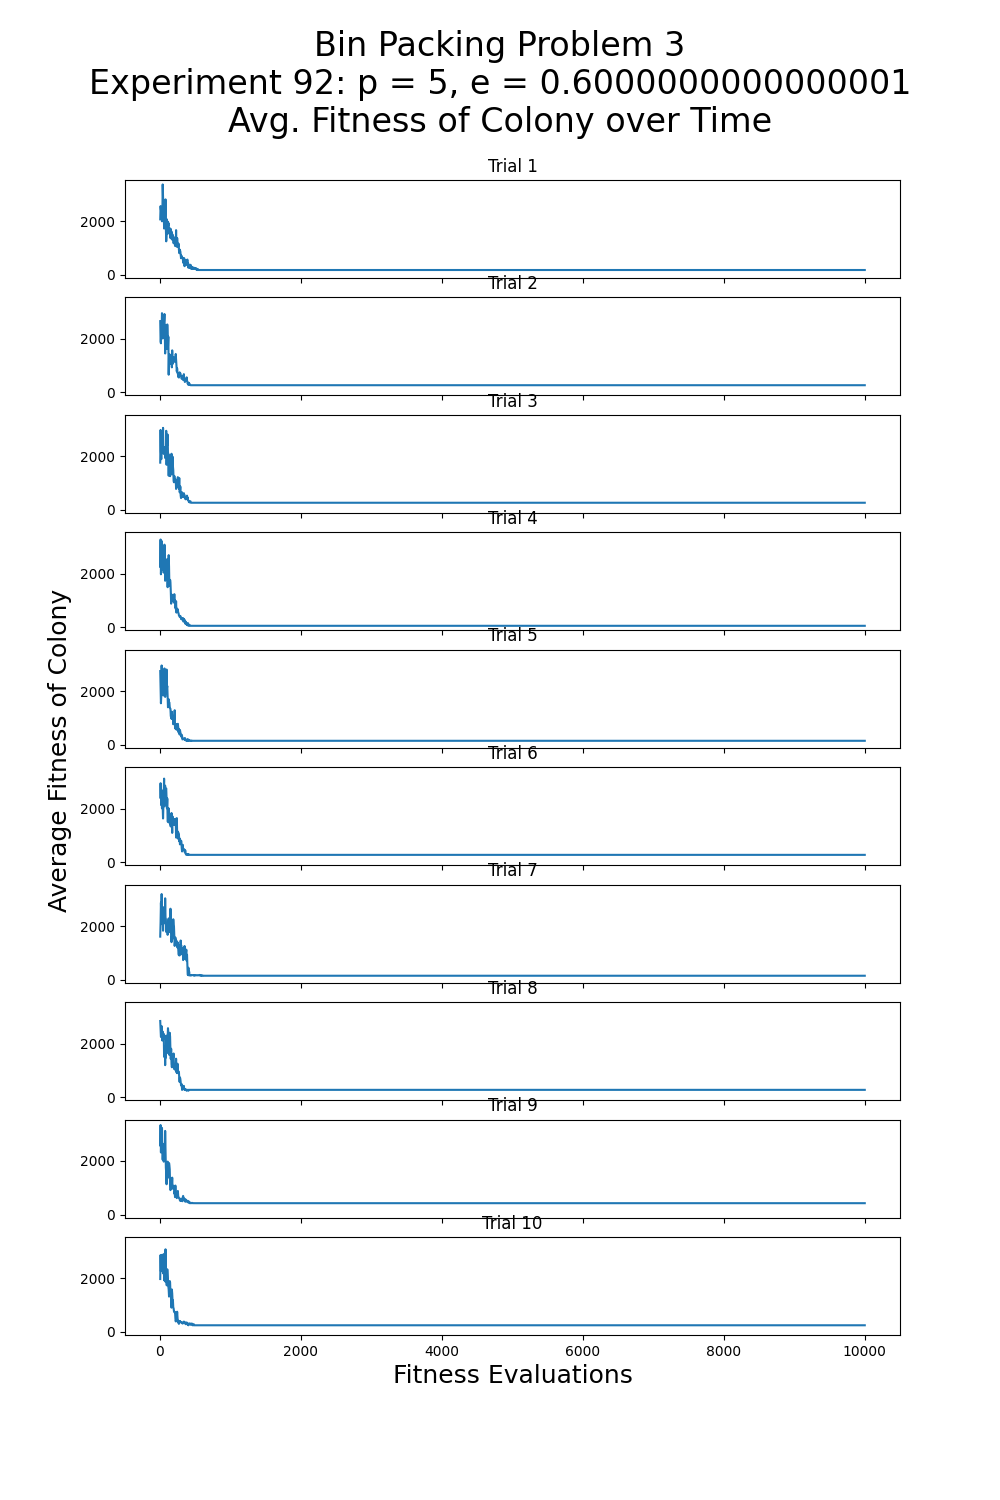 Bin Packing Problem 3
Experiment 92: p = 5, e = 0.6000000000000001
Avg. Fitness of Colony over Time
Trial 1
2000
0
Trial 2
2000
0
Trial 3
2000
0
Trial 4
2000
0
Trial 5
2000
0
Trial 6
2000
0
Trial 7
2000
0
Trial 8
2000
0
Trial 9
2000
0
Trial 10
2000
0
Average Fitness of Colony
0 2000 4000 6000 8000 10000
Fitness Evaluations